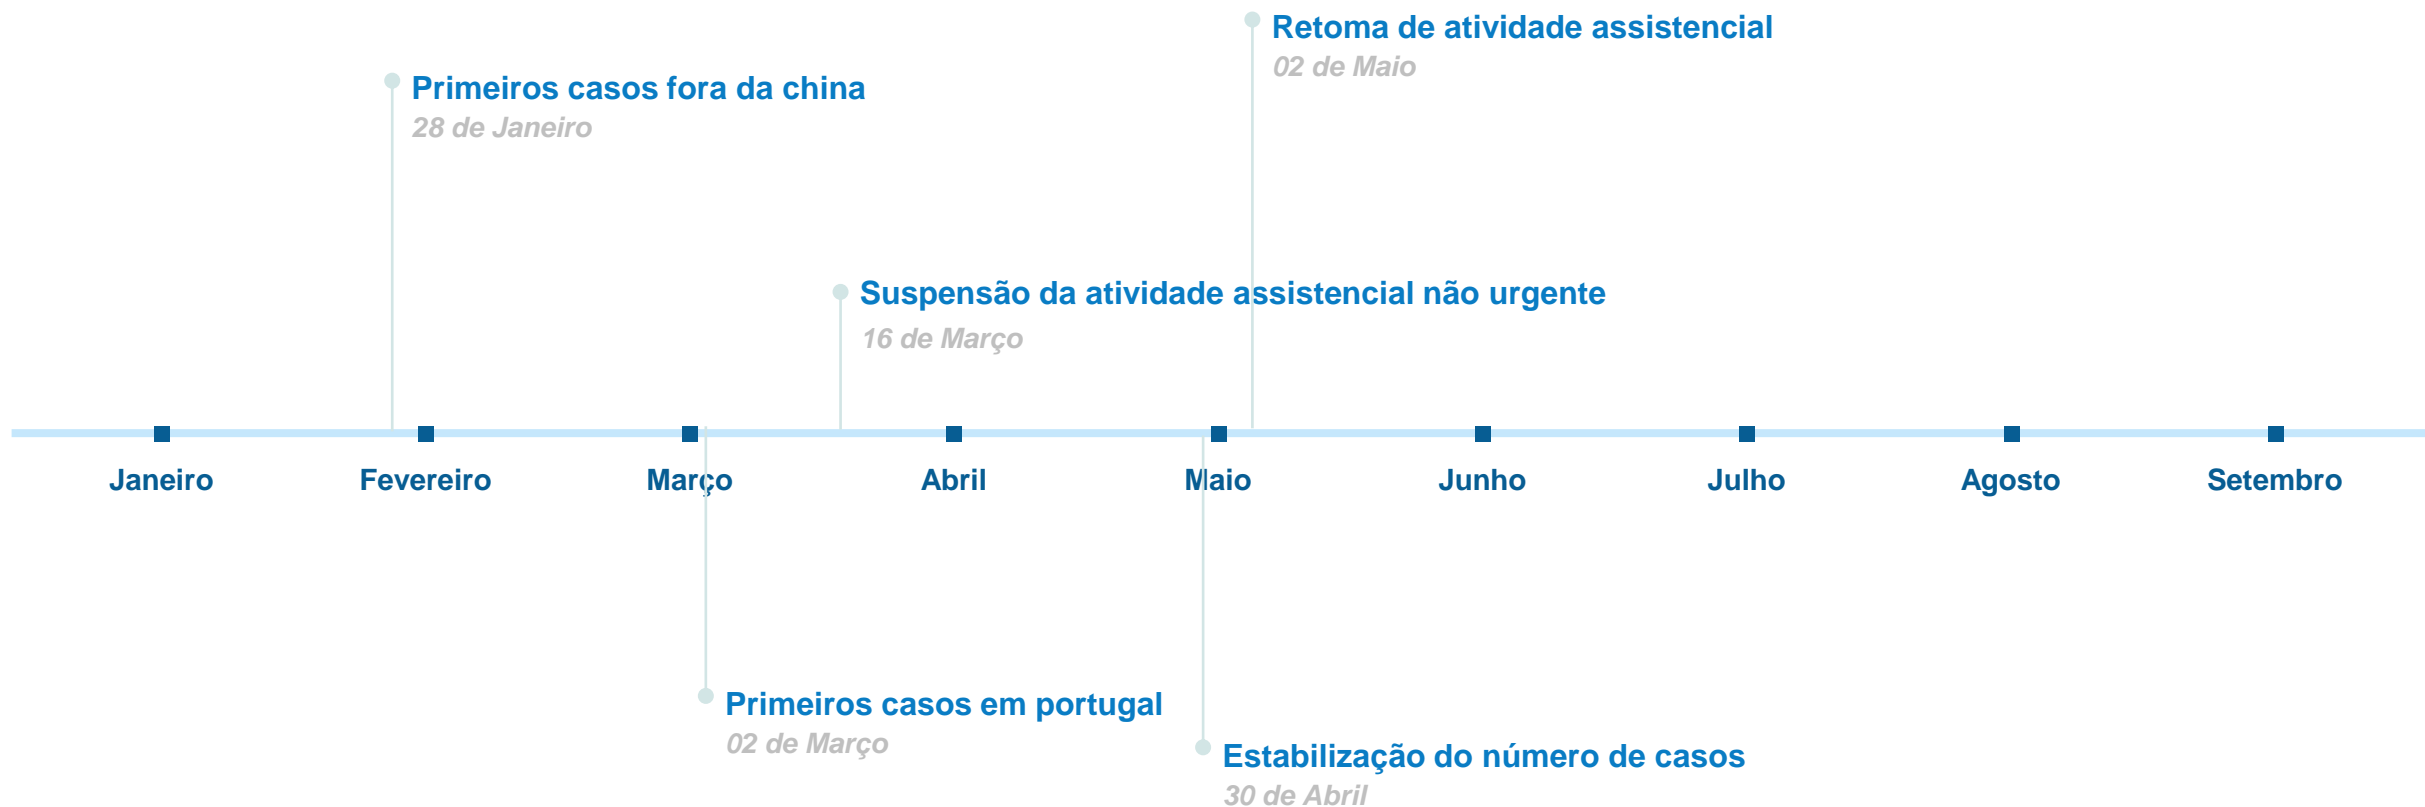 Retoma de atividade assistencial
02 de Maio
Primeiros casos fora da china
28 de Janeiro
Suspensão da atividade assistencial não urgente
16 de Março
Janeiro
Fevereiro
Março
Abril
Maio
Junho
Julho
Agosto
Setembro
Primeiros casos em portugal
02 de Março
Estabilização do número de casos
30 de Abril